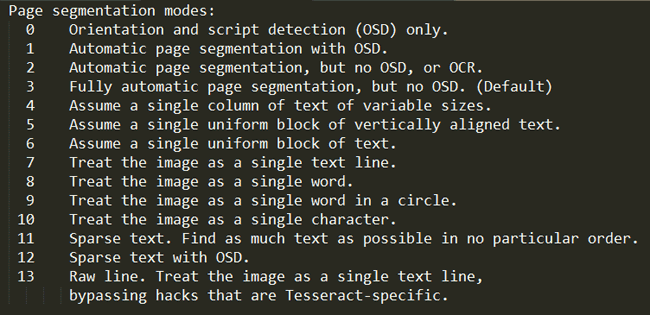 Page segmentation modes:
0 Orientation and script detection (OSD) only.
1 Automatic page segmentation with OSD.
2 Automatic page segmentation, but no OSD, or OCR.
3 Fully automatic page segmentation, but no OSD. (Default)
4 Assume a single column of text of variable sizes.
5 Assume a single uniform block of vertically aligned text.
6 Assume a single uniform block of text.
7 Treat the image as a single text line.
8 Treat the image as a single word.
9 Treat the image as a single word in a circle.
10 Treat the image as a single character.
11 Sparse text. Find as much text as possible in no particular order.
12 Sparse text with OSD.
13 Raw line. Treat the image as a single text line,
bypassing hacks that are Tesseract-specific.